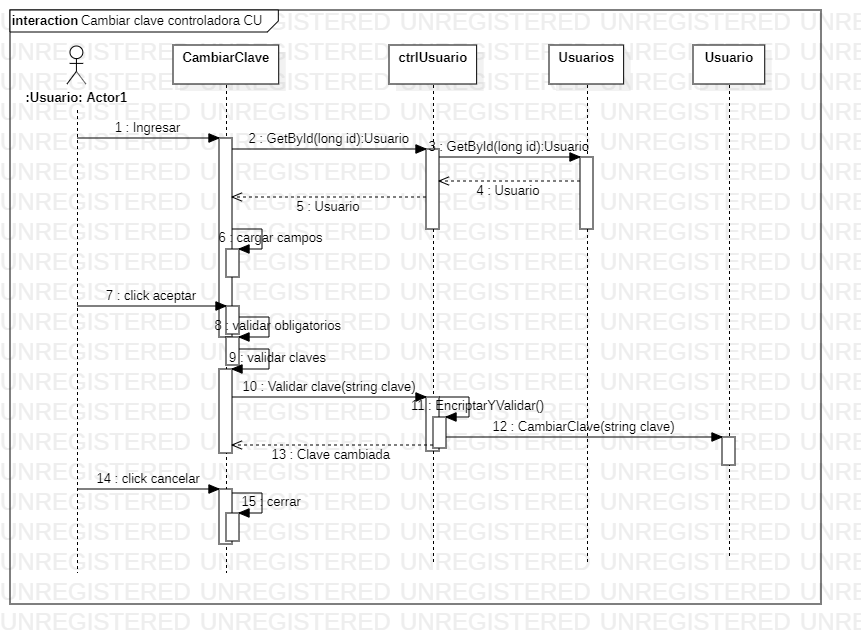 interaction Cambiar clave controladora CU
:Usuario: Actor1
CambiarClave
ctrlUsuario
Usuarios
Usuario
1 : Ingresar
2 : GetById(long id):Usuario
3 : GetById(long id):Usuario
4 : Usuario
5 : Usuario
6 : cargar campos
7 : click aceptar
8 : validar obligatorios
9 : validar claves
10 : Validar clave(string clave)
11 : EncriptarYValidar()
12 : CambiarClave(string clave)
13 : Clave cambiada
14 : click cancelar
15 : cerrar
UNREGISTERED